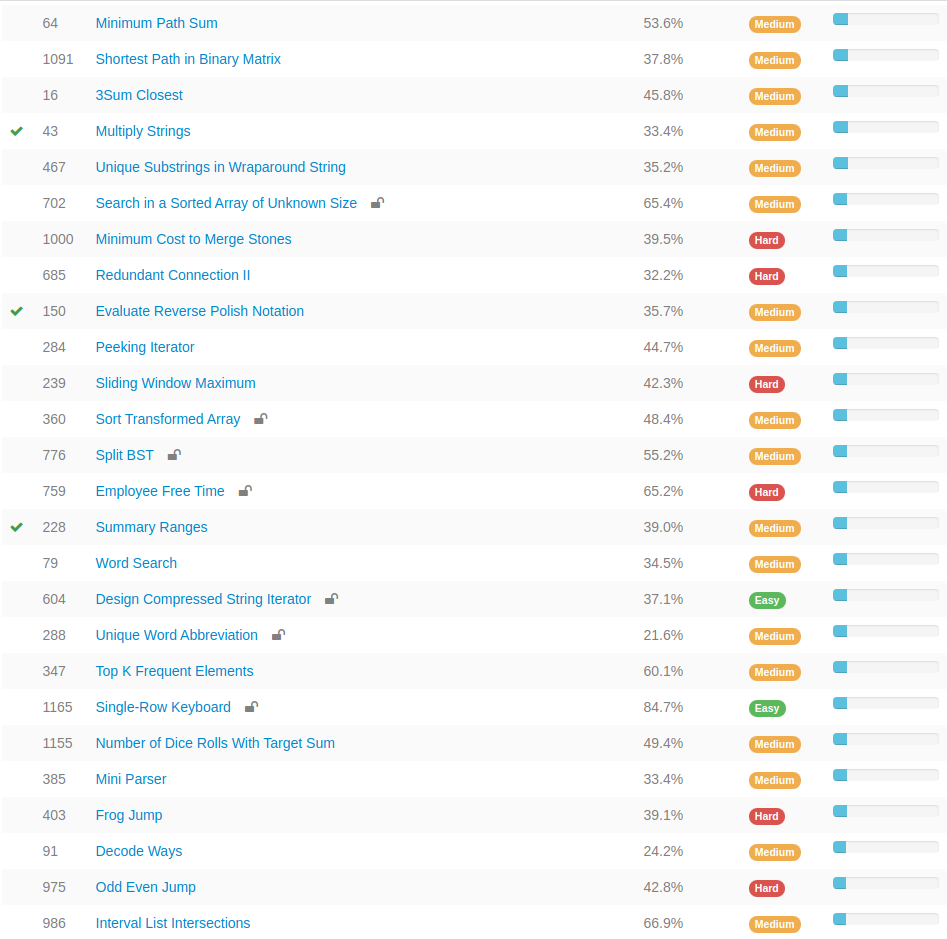 64 Minimum Path Sum 53.6% Medium
1091 Shortest Path in Binary Matrix 37.8% Medium
16 3Sum Closest 45.8% Medium
43 Multiply Strings 33.4% Medium
467 Unique Substrings in Wraparound String 35.2% Medium
702 Search in a Sorted Array of Unknown Size 65.4% Medium
1000 Minimum Cost to Merge Stones 39.5% Hard
685 Redundant Connection II 32.2% Hard
150 Evaluate Reverse Polish Notation 35.7% Medium
284 Peeking Iterator 44.7% Medium
239 Sliding Window Maximum 42.3% Hard
360 Sort Transformed Array 48.4% Medium
776 Split BST 55.2% Medium
759 Employee Free Time 65.2% Hard
228 Summary Ranges 39.0% Medium
79 Word Search 34.5% Medium
604 Design Compressed String Iterator 37.1% Easy
288 Unique Word Abbreviation 21.6% Medium
347 Top K Frequent Elements 60.1% Medium
1165 Single-Row Keyboard 84.7% Easy
1155 Number of Dice Rolls With Target Sum 49.4% Medium
385 Mini Parser 33.4% Medium
403 Frog Jump 39.1% Hard
91 Decode Ways 24.2% Medium
975 Odd Even Jump 42.8% Hard
986 Interval List Intersections 66.9% Medium